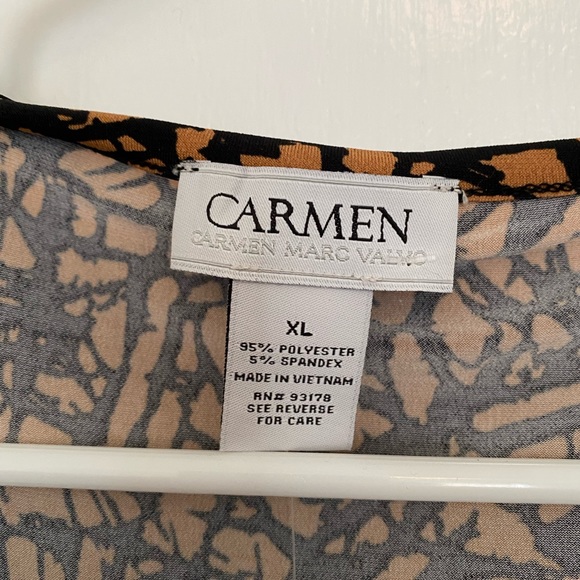 CARMEN
CARMEN MARC VALVO
XL
95% POLYESTER
5% SPANDEX
MADE IN VIETNAM
RN# 93178
SEE REVERSE
FOR CARE